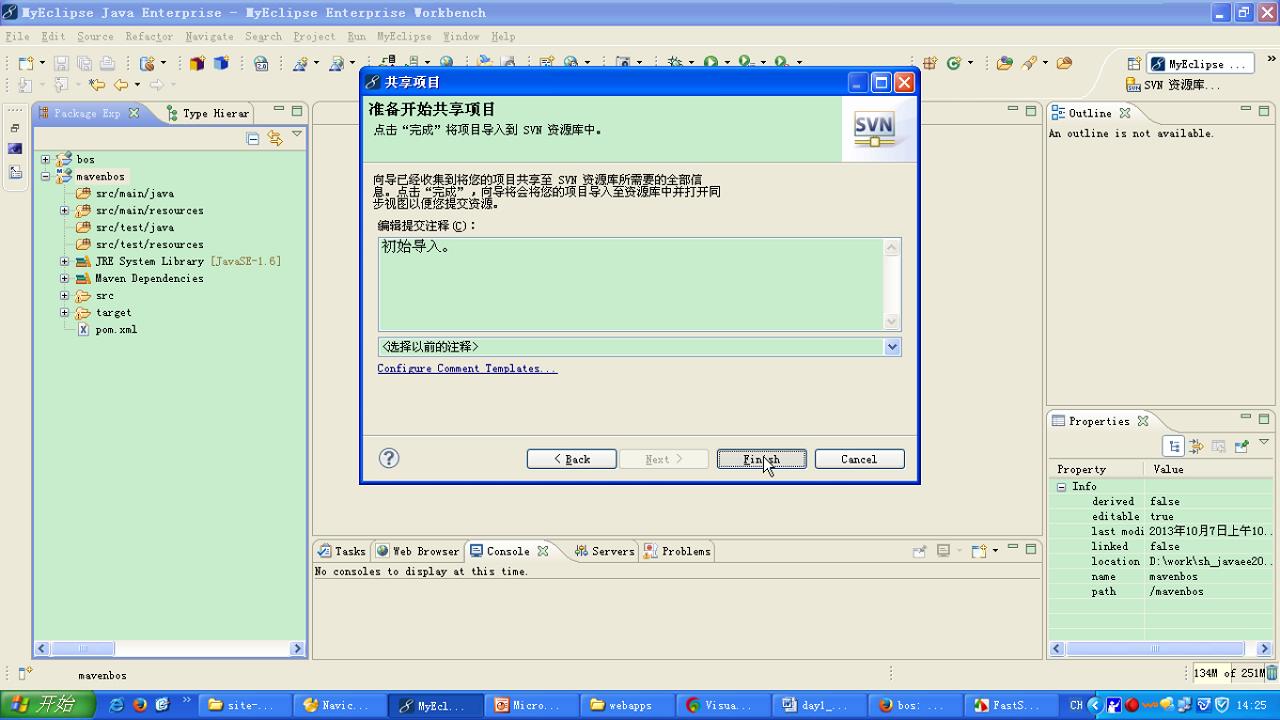 MyEclipse Java Enterprise - MyEclipse Enterprise Workbench
File Edit Source Refactor Navigate Search Project Run MyEclipse Window Help
MyEclipse ...
SVN 资源库...
Package Exp
Type Hierar
bos
mavenbos
src/main/java
src/main/resources
src/test/java
src/test/resources
JRE System Library [JavaSE-1.6]
Maven Dependencies
src
target
pom.xml
共享项目
准备开始共享项目
点击“完成”将项目导入到 SVN 资源库中。
SVN
向导已经收集到将您的项目共享至 SVN 资源库所需要的全部信
息。点击“完成”, 向导将会将您的项目导入至资源库中并打开同
步视图以便您提交资源。
编辑提交注释(C):
初始导入。
<选择以前的注释>
Configure Comment Templates...
< Back
Next >
Finish
Cancel
Outline
An outline is not available.
Properties
Property Value
Info
derived false
editable true
last modi 2013年10月7日上午10...
linked false
location D:\work\sh_javaee20...
name mavenbos
path /mavenbos
Tasks Web Browser Console Servers Problems
No consoles to display at this time.
mavenbos
134M of 251M
开始
site-...
Navic...
MyEcl...
Micro...
webapps
Visua...
day1_...
bos: ...
FastS...
CH
14:25